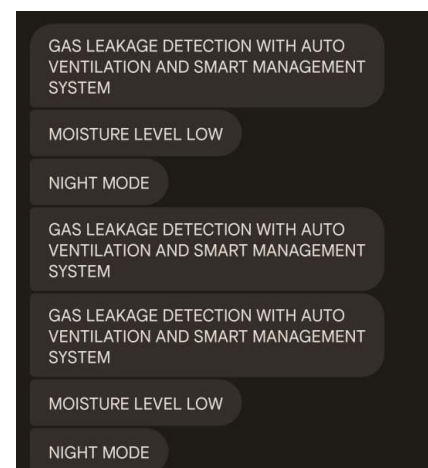 GAS LEAKAGE DETECTION WITH AUTO
VENTILATION AND SMART MANAGEMENT
SYSTEM
MOISTURE LEVEL LOW
NIGHT MODE
GAS LEAKAGE DETECTION WITH AUTO
VENTILATION AND SMART MANAGEMENT
SYSTEM
GAS LEAKAGE DETECTION WITH AUTO
VENTILATION AND SMART MANAGEMENT
SYSTEM
MOISTURE LEVEL LOW
NIGHT MODE